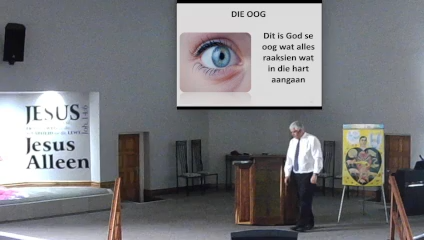 DIE OOG
Dit is God se
oog wat alles
raaksien wat
in die hart
aangaan
JESUS
Jesus
Alleen